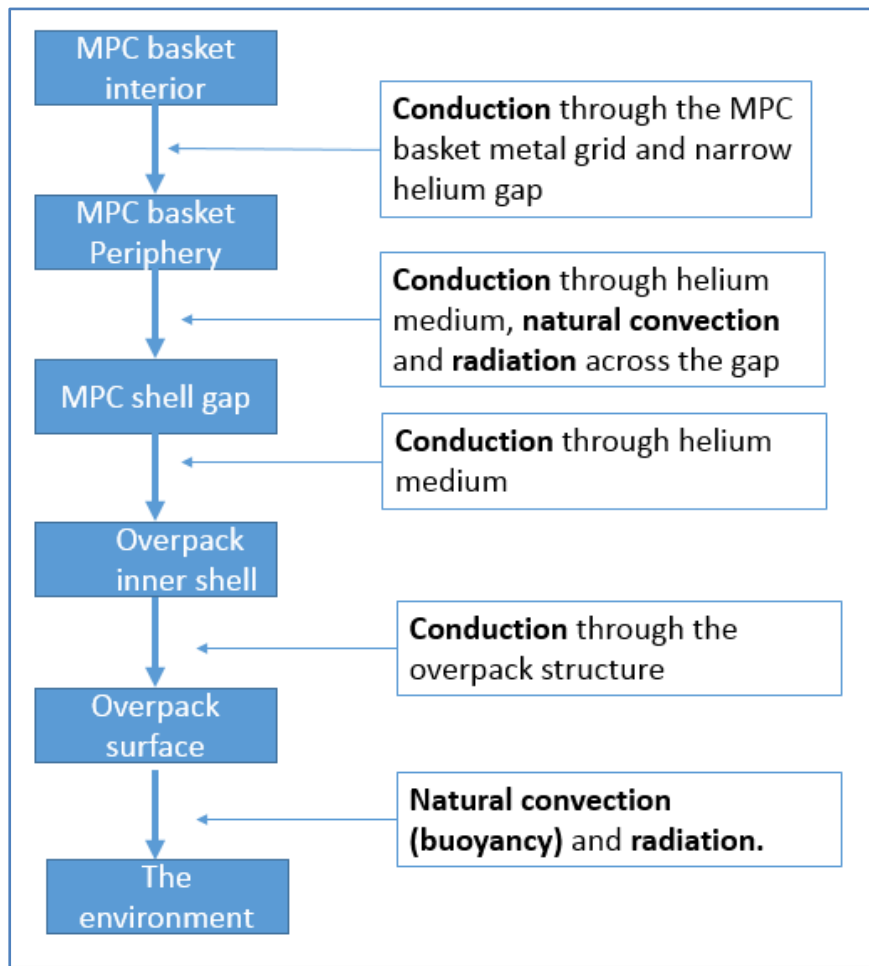 MPC basket
interior
Conduction through the MPC
basket metal grid and narrow
helium gap
MPC basket
Periphery
Conduction through helium
medium, natural convection
and radiation across the gap
MPC shell gap
Conduction through helium
medium
Overpack
inner shell
Conduction through the
overpack structure
Overpack
surface
Natural convection
(buoyancy) and radiation.
The
environment